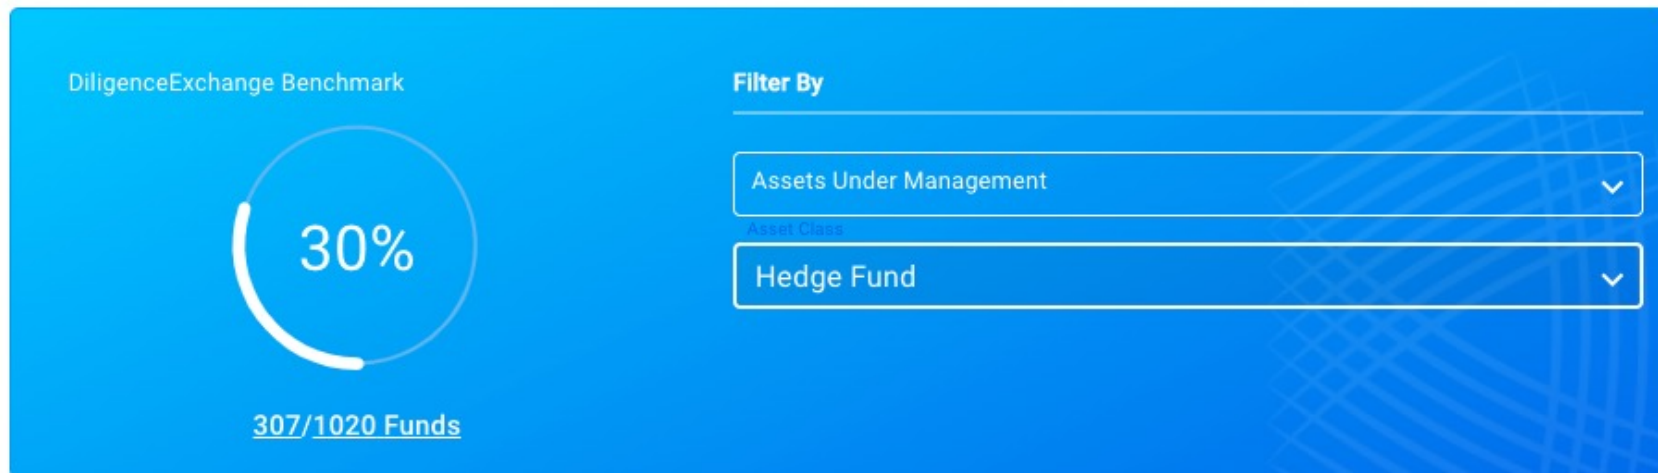 DiligenceExchange Benchmark
30%
307/1020 Funds
Filter By
Assets Under Management
Asset Class
Hedge Fund